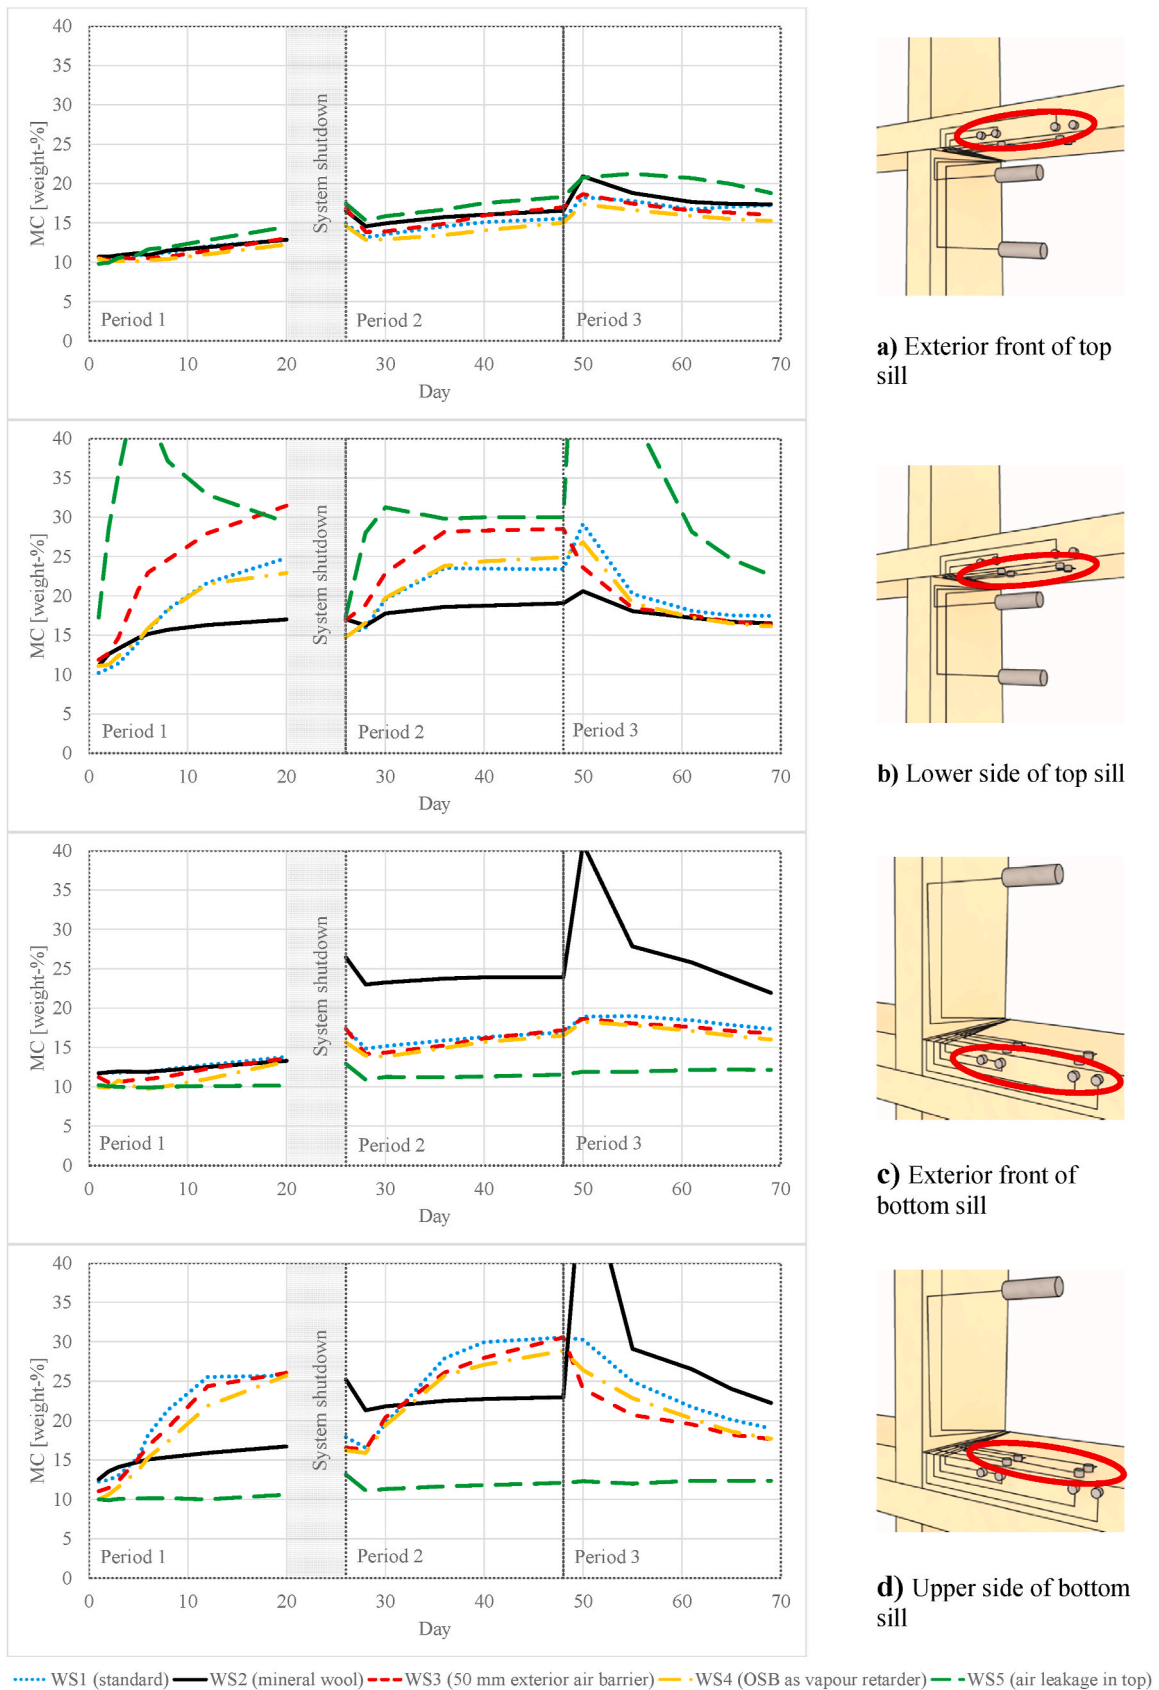 40
35
30
25
20
15
10
5
0
MC [weight-%]
System shutdown
Period 1
Period 2
Period 3
0 10 20 30 40 50 60 70
Day
a) Exterior front of top
sill
40
35
30
25
20
15
10
5
0
MC [weight-%]
System shutdown
Period 1
Period 2
Period 3
0 10 20 30 40 50 60 70
Day
b) Lower side of top sill
40
35
30
25
20
15
10
5
0
MC [weight-%]
System shutdown
Period 1
Period 2
Period 3
0 10 20 30 40 50 60 70
Day
c) Exterior front of
bottom sill
40
35
30
25
20
15
10
5
0
MC [weight-%]
System shutdown
Period 1
Period 2
Period 3
0 10 20 30 40 50 60 70
Day
d) Upper side of bottom
sill
WS1 (standard) WS2 (mineral wool) WS3 (50 mm exterior air barrier) WS4 (OSB as vapour retarder) WS5 (air leakage in top)